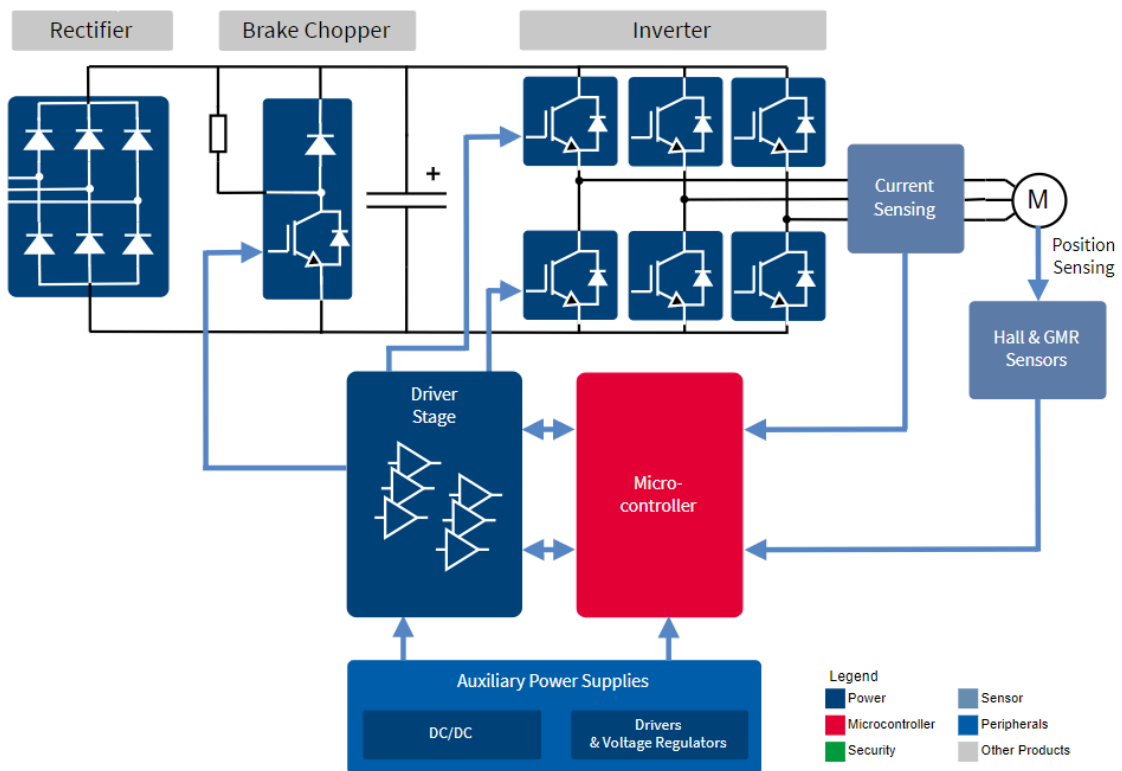 Rectifier
Brake Chopper
Inverter
+
Current
Sensing
M
Position
Sensing
Hall & GMR
Sensors
Driver
Stage
Micro-
controller
Auxiliary Power Supplies
DC/DC
Drivers
& Voltage Regulators
Legend
Power
Sensor
Microcontroller
Peripherals
Security
Other Products